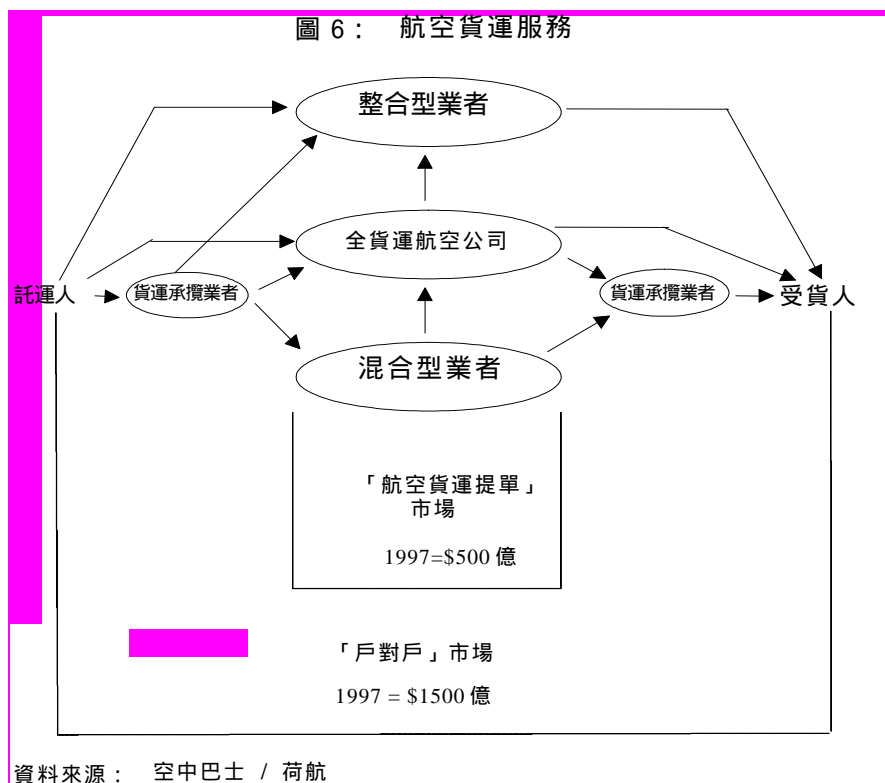 圖 6： 航空貨運服務
整合型業者
全貨運航空公司
託運人
貨運承攬業者
貨運承攬業者
受貨人
混合型業者
「航空貨運提單」
市場
1997=$500 億
「戶對戶」市場
1997 = $1500 億
資料來源： 空中巴士 / 荷航